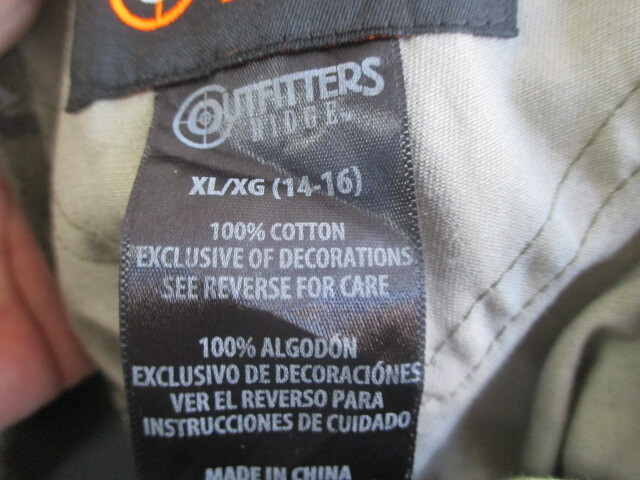 OUTFITTERS
RIDGE
XL/XG (14-16)
100% COTTON
EXCLUSIVE OF DECORATIONS
SEE REVERSE FOR CARE
100% ALGODÓN
EXCLUSIVO DE DECORACIÓNES
VER EL REVERSO PARA
INSTRUCCIONES DE CUIDADO
MADE IN CHINA